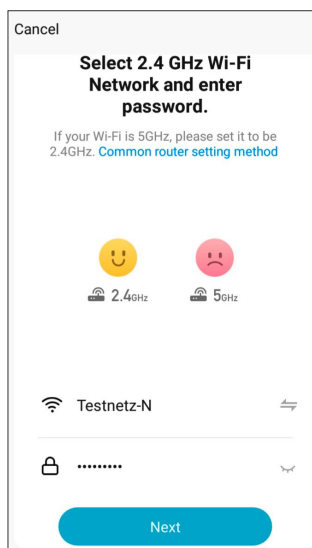 Cancel
Select 2.4 GHz Wi-Fi
Network and enter
password.
If your Wi-Fi is 5GHz, please set it to be
2.4GHz. Common router setting method
2.4GHz 5GHz
Testnetz-N
•••••••••
Next